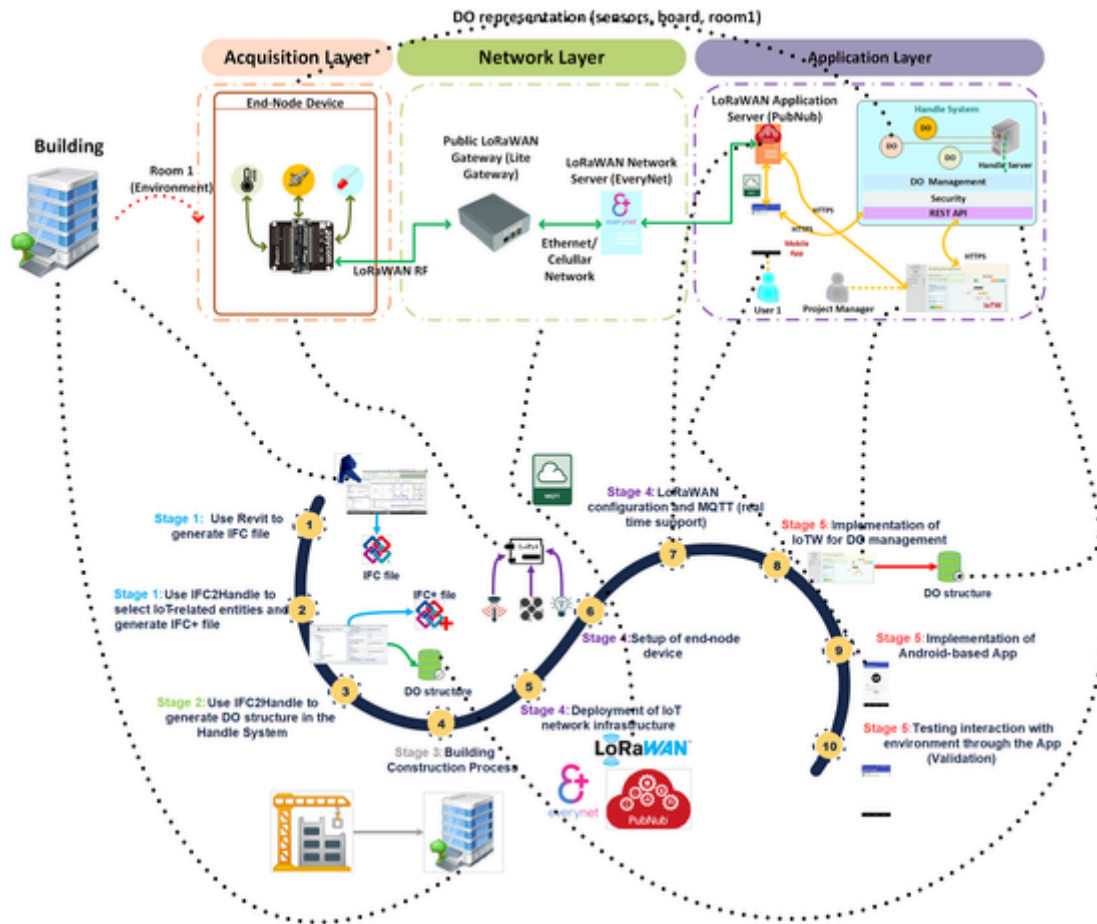 DO representation (sensors, board, room1)
Acquisition Layer
Network Layer
Application Layer
End-Node Device
Building
Room 1
(Environment)
LoRaWAN RF
Public LoRaWAN
Gateway (Lite
Gateway)
LoRaWAN Network
Server (EveryNet)
everynet
Ethernet/
Celullar
Network
LoRaWAN Application
Server (PubNub)
Handle System
DO
DO
DO
Handle Server
DO Management
Security
REST API
HTTPS
HTTPS
HTTPS
Mobile
App
User 1
Project Manager
IoTW
Stage 1: Use Revit to
generate IFC file
1
IFC file
Stage 1: Use IFC2Handle to
select IoT-related entities and
generate IFC+ file
2
IFC+ file
DO structure
Stage 2: Use IFC2Handle to
generate DO structure in the
Handle System
3
4
Stage 3: Building
Construction Process
5
Stage 4: Deployment of IoT
network infrastructure
LoRaWAN
everynet
PubNub
6
Stage 4: Setup of end-node
device
MQTT
Stage 4: LoRaWAN
configuration and MQTT (real
time support)
7
8
Stage 5: Implementation of
IoTW for DO management
DO structure
9
Stage 5: Implementation of
Android-based App
10
Stage 5: Testing interaction with
environment through the App
(Validation)